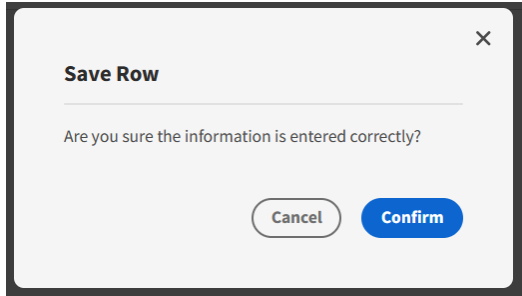 Save Row
Are you sure the information is entered correctly?
Cancel
Confirm